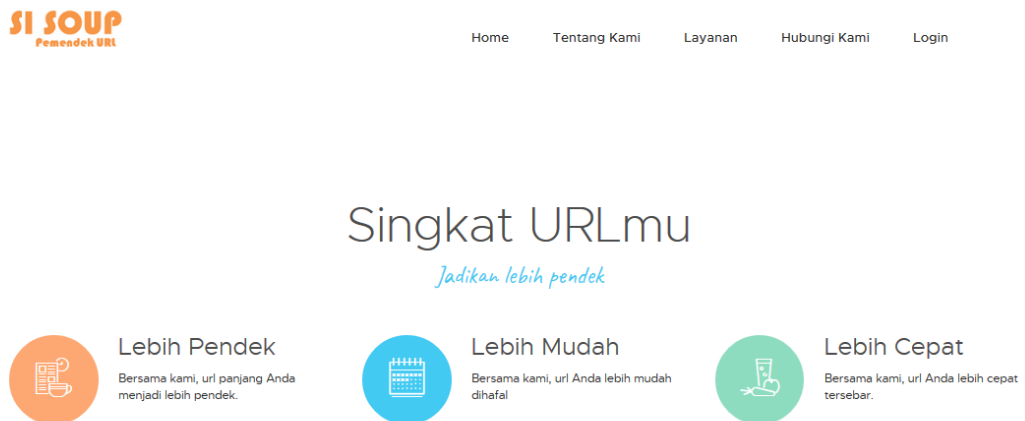 SI SOUP
Pemendek URL
Home Tentang Kami Layanan Hubungi Kami Login
Singkat URLmu
Jadikan lebih pendek
Lebih Pendek
Bersama kami, url panjang Anda
menjadi lebih pendek.
Lebih Mudah
Bersama kami, url Anda lebih mudah
dihafal
Lebih Cepat
Bersama kami, url Anda lebih cepat
tersebar.